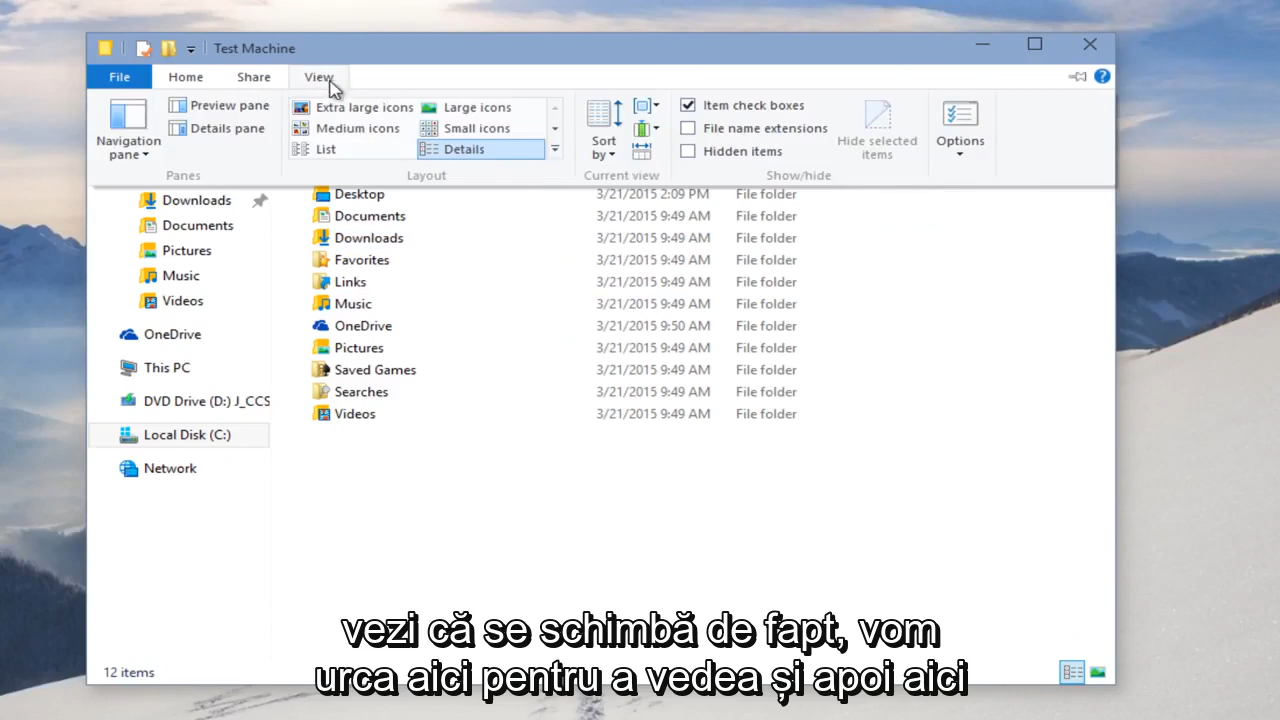 Test Machine
File Home Share View
Navigation pane
Preview pane
Details pane
Panes
Extra large icons Large icons
Medium icons Small icons
List Details
Layout
Sort by
Current view
Item check boxes
File name extensions
Hidden items
Hide selected items
Show/hide
Options
Downloads
Documents
Pictures
Music
Videos
OneDrive
This PC
DVD Drive (D:) J_CCS
Local Disk (C:)
Network
Desktop 3/21/2015 2:09 PM File folder
Documents 3/21/2015 9:49 AM File folder
Downloads 3/21/2015 9:49 AM File folder
Favorites 3/21/2015 9:49 AM File folder
Links 3/21/2015 9:49 AM File folder
Music 3/21/2015 9:49 AM File folder
OneDrive 3/21/2015 9:50 AM File folder
Pictures 3/21/2015 9:49 AM File folder
Saved Games 3/21/2015 9:49 AM File folder
Searches 3/21/2015 9:49 AM File folder
Videos 3/21/2015 9:49 AM File folder
vezi că se schimbă de fapt, vom
urca aici pentru a vedea și apoi aici
12 items